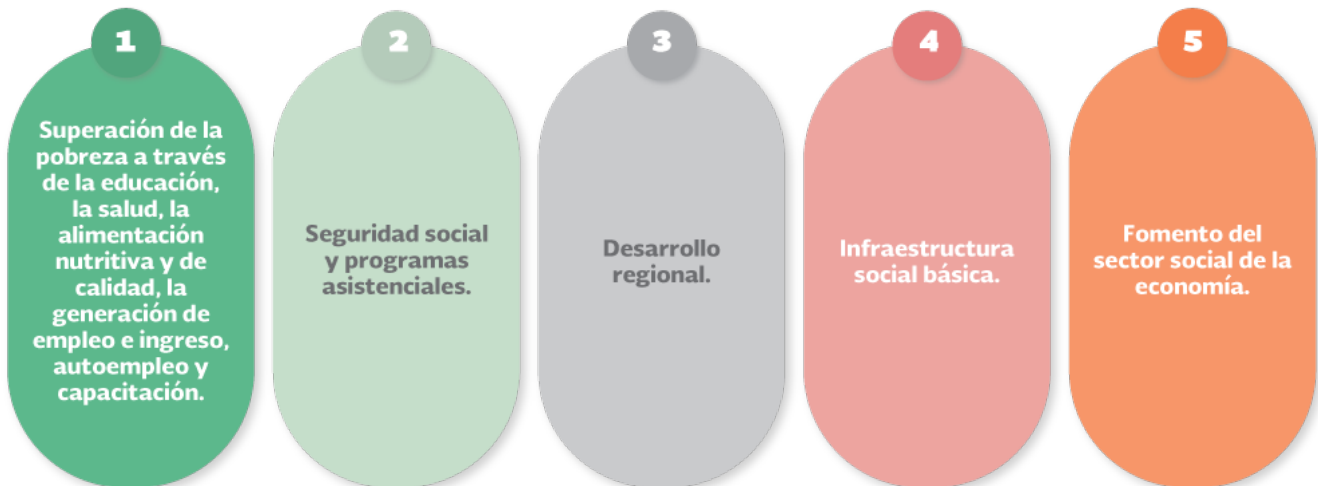 1
Superación de la
pobreza a través
de la educación,
la salud, la
alimentación
nutritiva y de
calidad, la
generación de
empleo e ingreso,
autoempleo y
capacitación.
2
Seguridad social
y programas
asistenciales.
3
Desarrollo
regional.
4
Infraestructura
social básica.
5
Fomento del
sector social de la
economía.